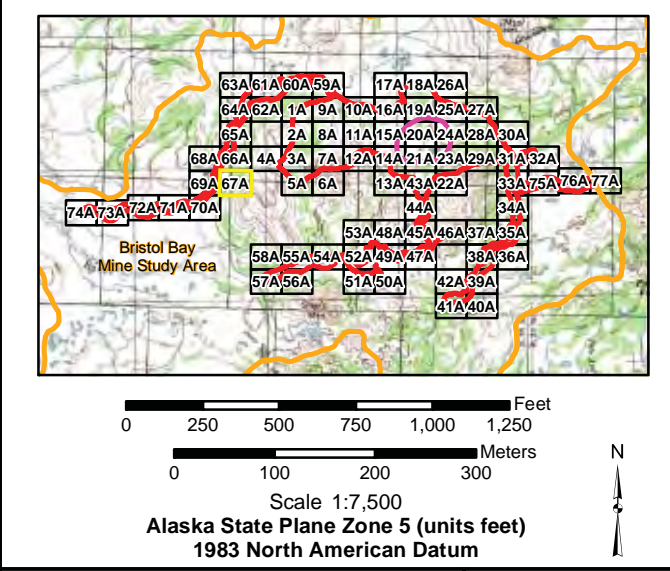 63A 61A 60A 59A 17A 18A 26A
64A 62A 1A 9A 10A 16A 19A 25A 27A
65A 2A 8A 11A 15A 20A 24A 28A 30A
68A 66A 4A 3A 7A 12A 14A 21A 23A 29A 31A 32A
69A 67A 5A 6A 13A 43A 22A 33A 75A 76A 77A
74A 73A 72A 71A 70A 44A 34A
53A 48A 45A 46A 37A 35A
Bristol Bay
Mine Study Area
58A 55A 54A 52A 49A 47A 38A 36A
57A 56A 51A 50A 42A 39A
41A 40A
Feet
0 250 500 750 1,000 1,250
Meters
0 100 200 300
N
Scale 1:7,500
Alaska State Plane Zone 5 (units feet)
1983 North American Datum